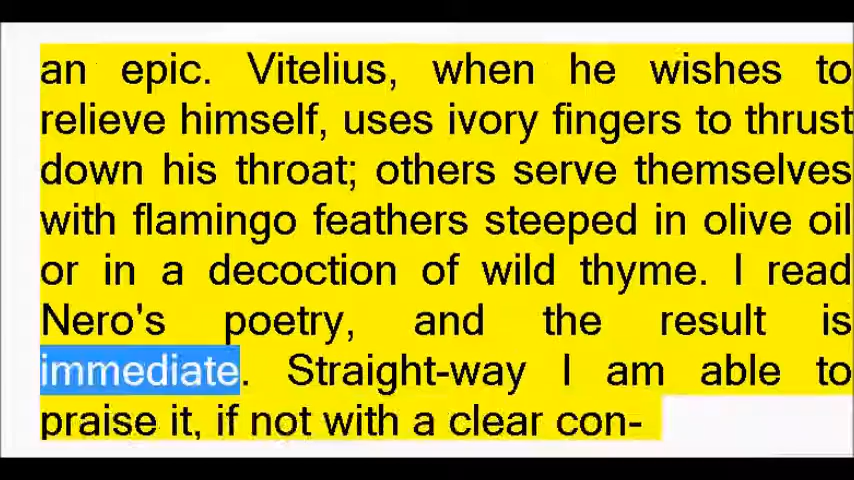 an epic. Vitelius, when he wishes to
relieve himself, uses ivory fingers to thrust
down his throat; others serve themselves
with flamingo feathers steeped in olive oil
or in a decoction of wild thyme. I read
Nero's poetry, and the result is
immediate. Straight-way I am able to
praise it, if not with a clear con-